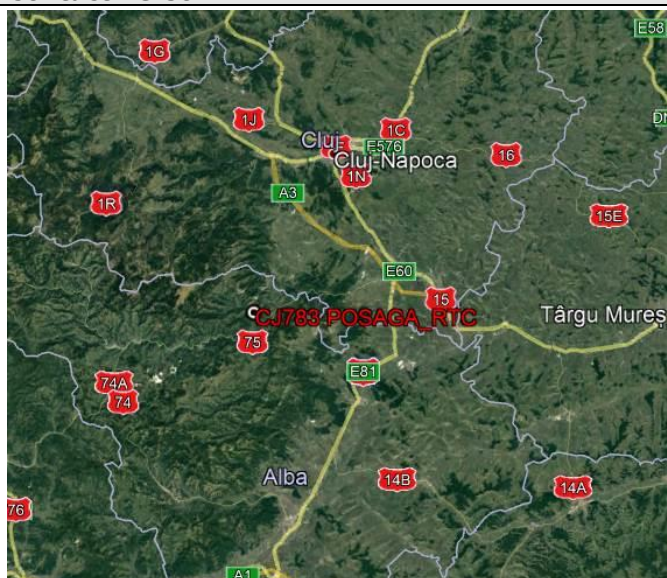 1G
E58
1J
Cluj
1C
E576
Cluj-Napoca
16
1N
A3
1R
15E
E60
15
CJ783 POSAGA_RTC
Târgu Mureș
75
E81
74A
74
Alba
14B
14A
76
A1